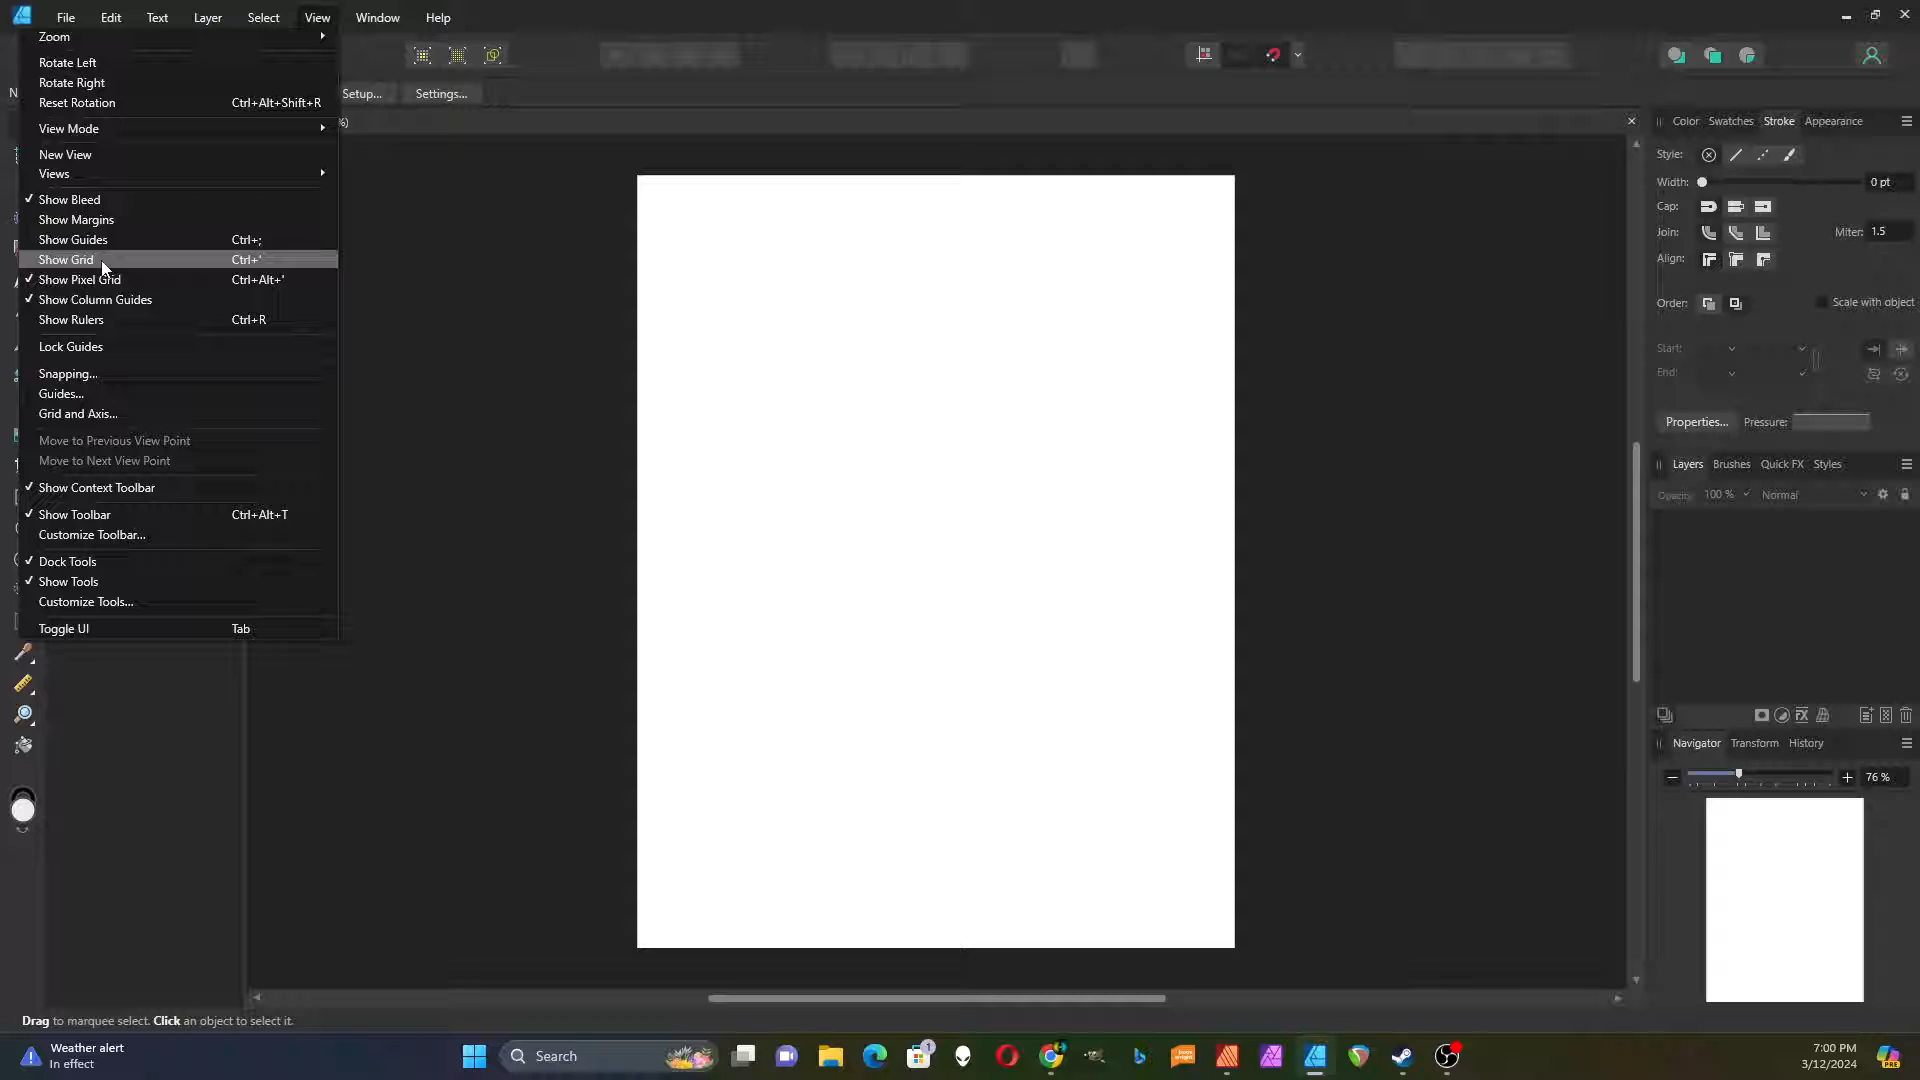 File Edit Text Layer Select View Window Help
Zoom
Rotate Left
Rotate Right
Reset Rotation Ctrl+Alt+Shift+R
Setup... Settings...
View Mode
%)
New View
Views
Show Bleed
Show Margins
Show Guides Ctrl+;
Show Grid Ctrl+'
Show Pixel Grid Ctrl+Alt+'
Show Column Guides
Show Rulers Ctrl+R
Lock Guides
Snapping...
Guides...
Grid and Axis...
Move to Previous View Point
Move to Next View Point
Show Context Toolbar
Show Toolbar Ctrl+Alt+T
Customize Toolbar...
Dock Tools
Show Tools
Customize Tools...
Toggle UI Tab
Color Swatches Stroke Appearance
Style:
Width: 0 pt
Cap:
Join: Miter: 1.5
Align:
Order: Scale with object
Start:
End:
Properties... Pressure:
Layers Brushes Quick FX Styles
Opacity: 100 % Normal
Navigator Transform History
76 %
Drag to marquee select. Click an object to select it.
Weather alert
In effect
Search
1
7:00 PM
3/12/2024
PRE